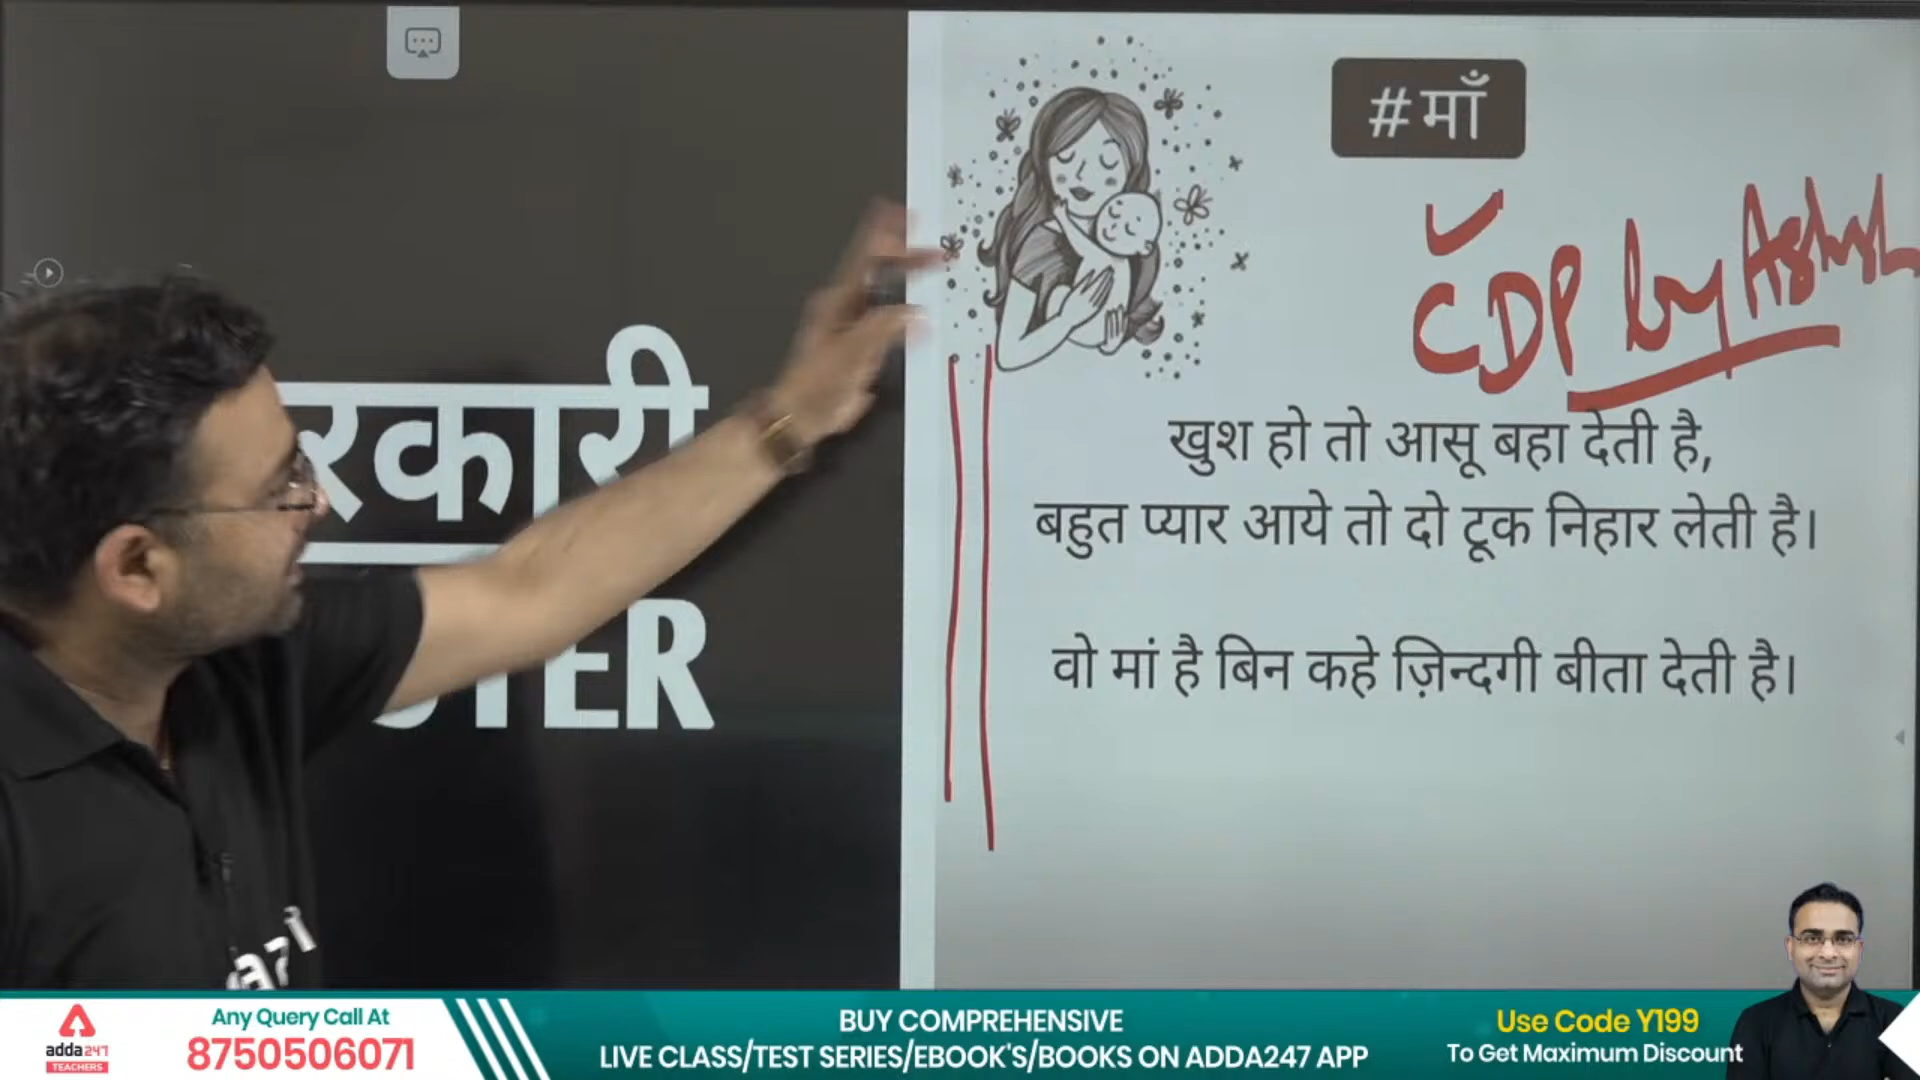 #माँ
CDP by Ashish
खुश हो तो आसू बहा देती है,
बहुत प्यार आये तो दो टूक निहार लेती है।
वो मां है बिन कहे ज़िन्दगी बीता देती है।
रकारी
TER
Any Query Call At
8750506071
adda247
TEACHERS
BUY COMPREHENSIVE
LIVE CLASS/TEST SERIES/EBOOK'S/BOOKS ON ADDA247 APP
Use Code Y199
To Get Maximum Discount